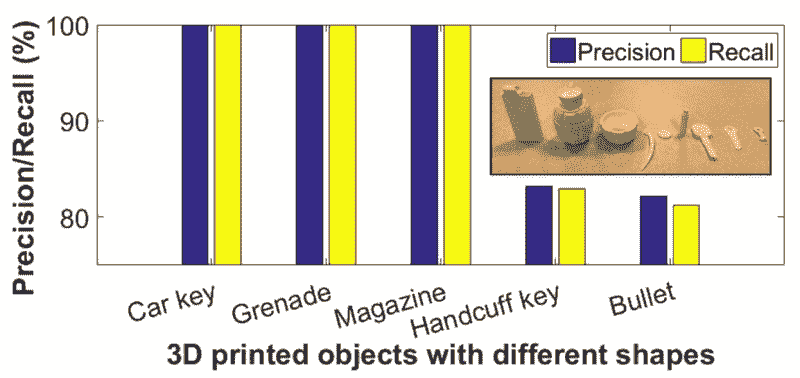 Precision/Recall (%)
100
90
80
Precision Recall
Car key
Grenade
Magazine
Handcuff key
Bullet
3D printed objects with different shapes